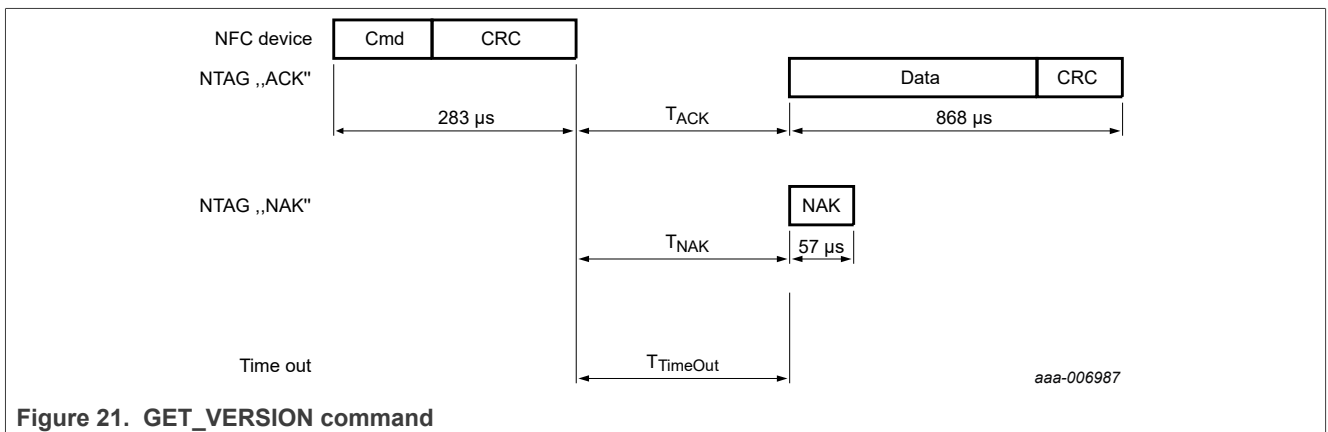 NFC device Cmd CRC
NTAG ,,ACK" Data CRC
283 µs TACK 868 µs
NTAG ,,NAK" NAK
TNAK 57 µs
Time out TTimeOut aaa-006987
Figure 21. GET_VERSION command